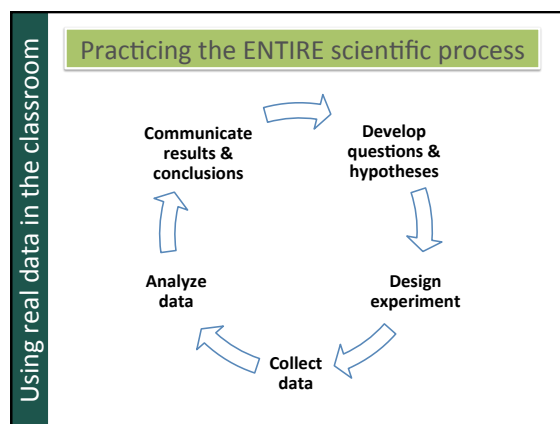 Using real data in the classroom
Practicing the ENTIRE scientific process
Communicate
results &
conclusions
Develop
questions &
hypotheses
Design
experiment
Collect
data
Analyze
data